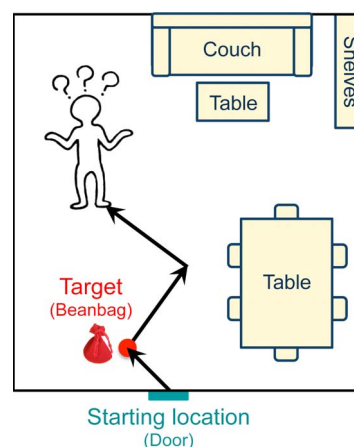 Couch
Shelves
Table
? ? ?
Table
Target
(Beanbag)
Starting location
(Door)